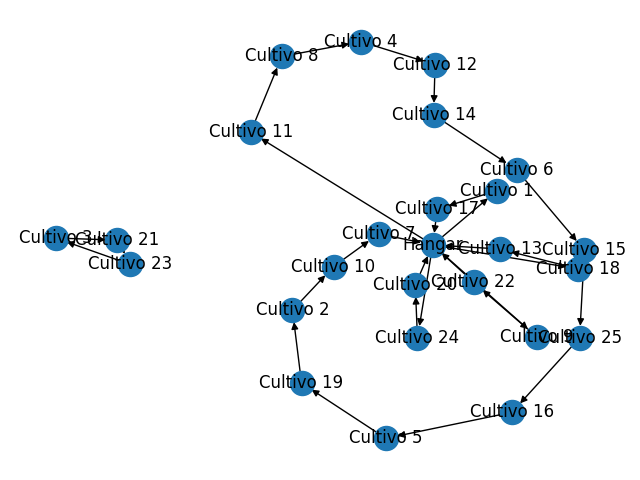 Cultivo 4
Cultivo 8
Cultivo 12
Cultivo 14
Cultivo 11
Cultivo 6
Cultivo 1
Cultivo 17
Cultivo 7
Cultivo 3
Cultivo 21
Hangar
Cultivo 13
Cultivo 15
Cultivo 23
Cultivo 10
Cultivo 18
Cultivo 20
Cultivo 22
Cultivo 2
Cultivo 24
Cultivo 9
Cultivo 25
Cultivo 19
Cultivo 16
Cultivo 5